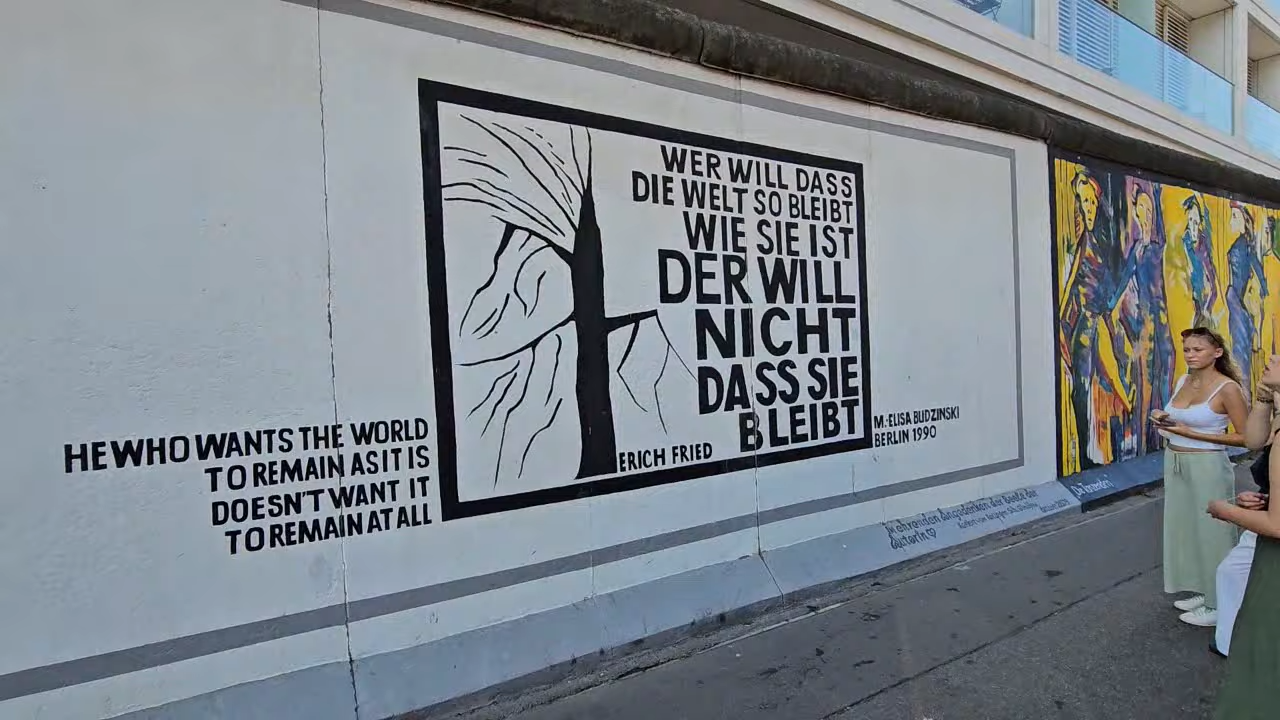 WER WILL DASS
DIE WELT SO BLEIBT
WIE SIE IST
DER WILL
NICHT
DASS SIE
BLEIBT
ERICH FRIED
HE WHO WANTS THE WORLD
TO REMAIN AS IT IS
DOESN'T WANT IT
TO REMAIN AT ALL
M.ELISA BUDZINSKI
BERLIN 1990
Angedenken der